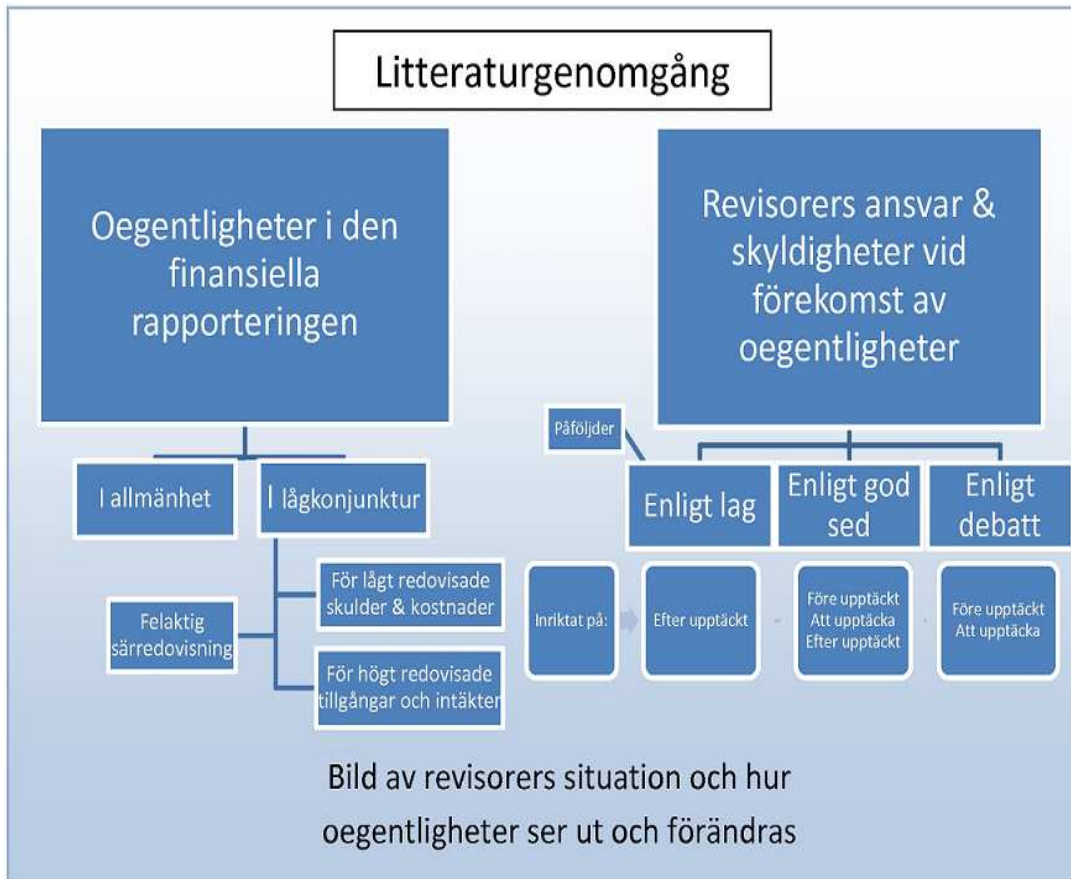 Litteraturgenomgång
Oegentligheter i den
finansiella
rapporteringen
Revisorers ansvar &
skyldigheter vid
förekomst av
oegentligheter
I allmänhet
I lågkonjunktur
Felaktig
särredovisning
För lågt redovisade
skulder & kostnader
För högt redovisade
tillgångar och intäkter
Påföljder
Enligt lag
Enligt god
sed
Enligt
debatt
Inriktat på:
Efter upptäckt
Före upptäckt
Att upptäcka
Efter upptäckt
Före upptäckt
Att upptäcka
Bild av revisorers situation och hur
oegentligheter ser ut och förändras